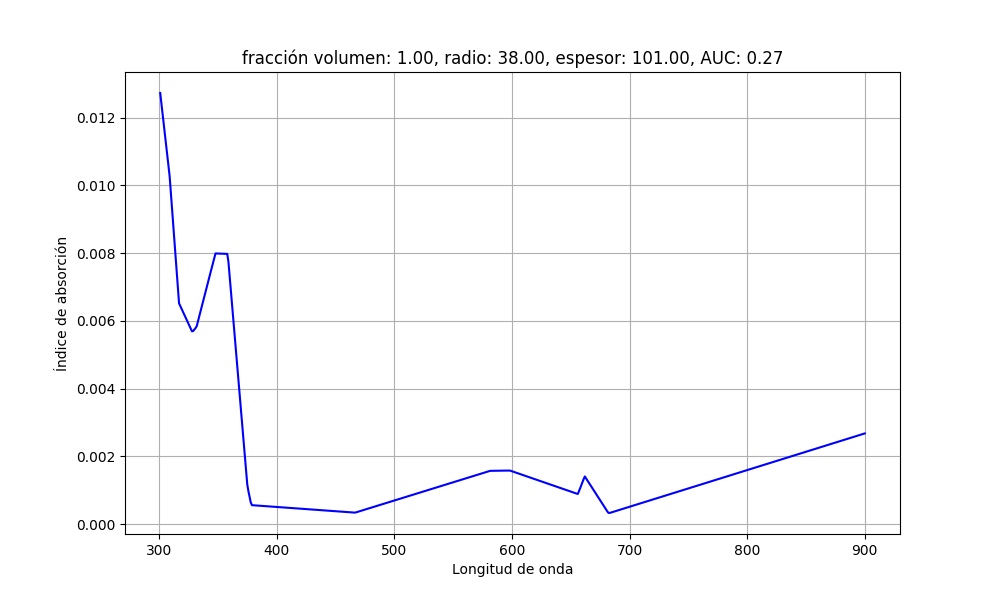 fracción volumen: 1.00, radio: 38.00, espesor: 101.00, AUC: 0.27
0.012
0.010
0.008
0.006
0.004
0.002
0.000
Índice de absorción
300 400 500 600 700 800 900
Longitud de onda